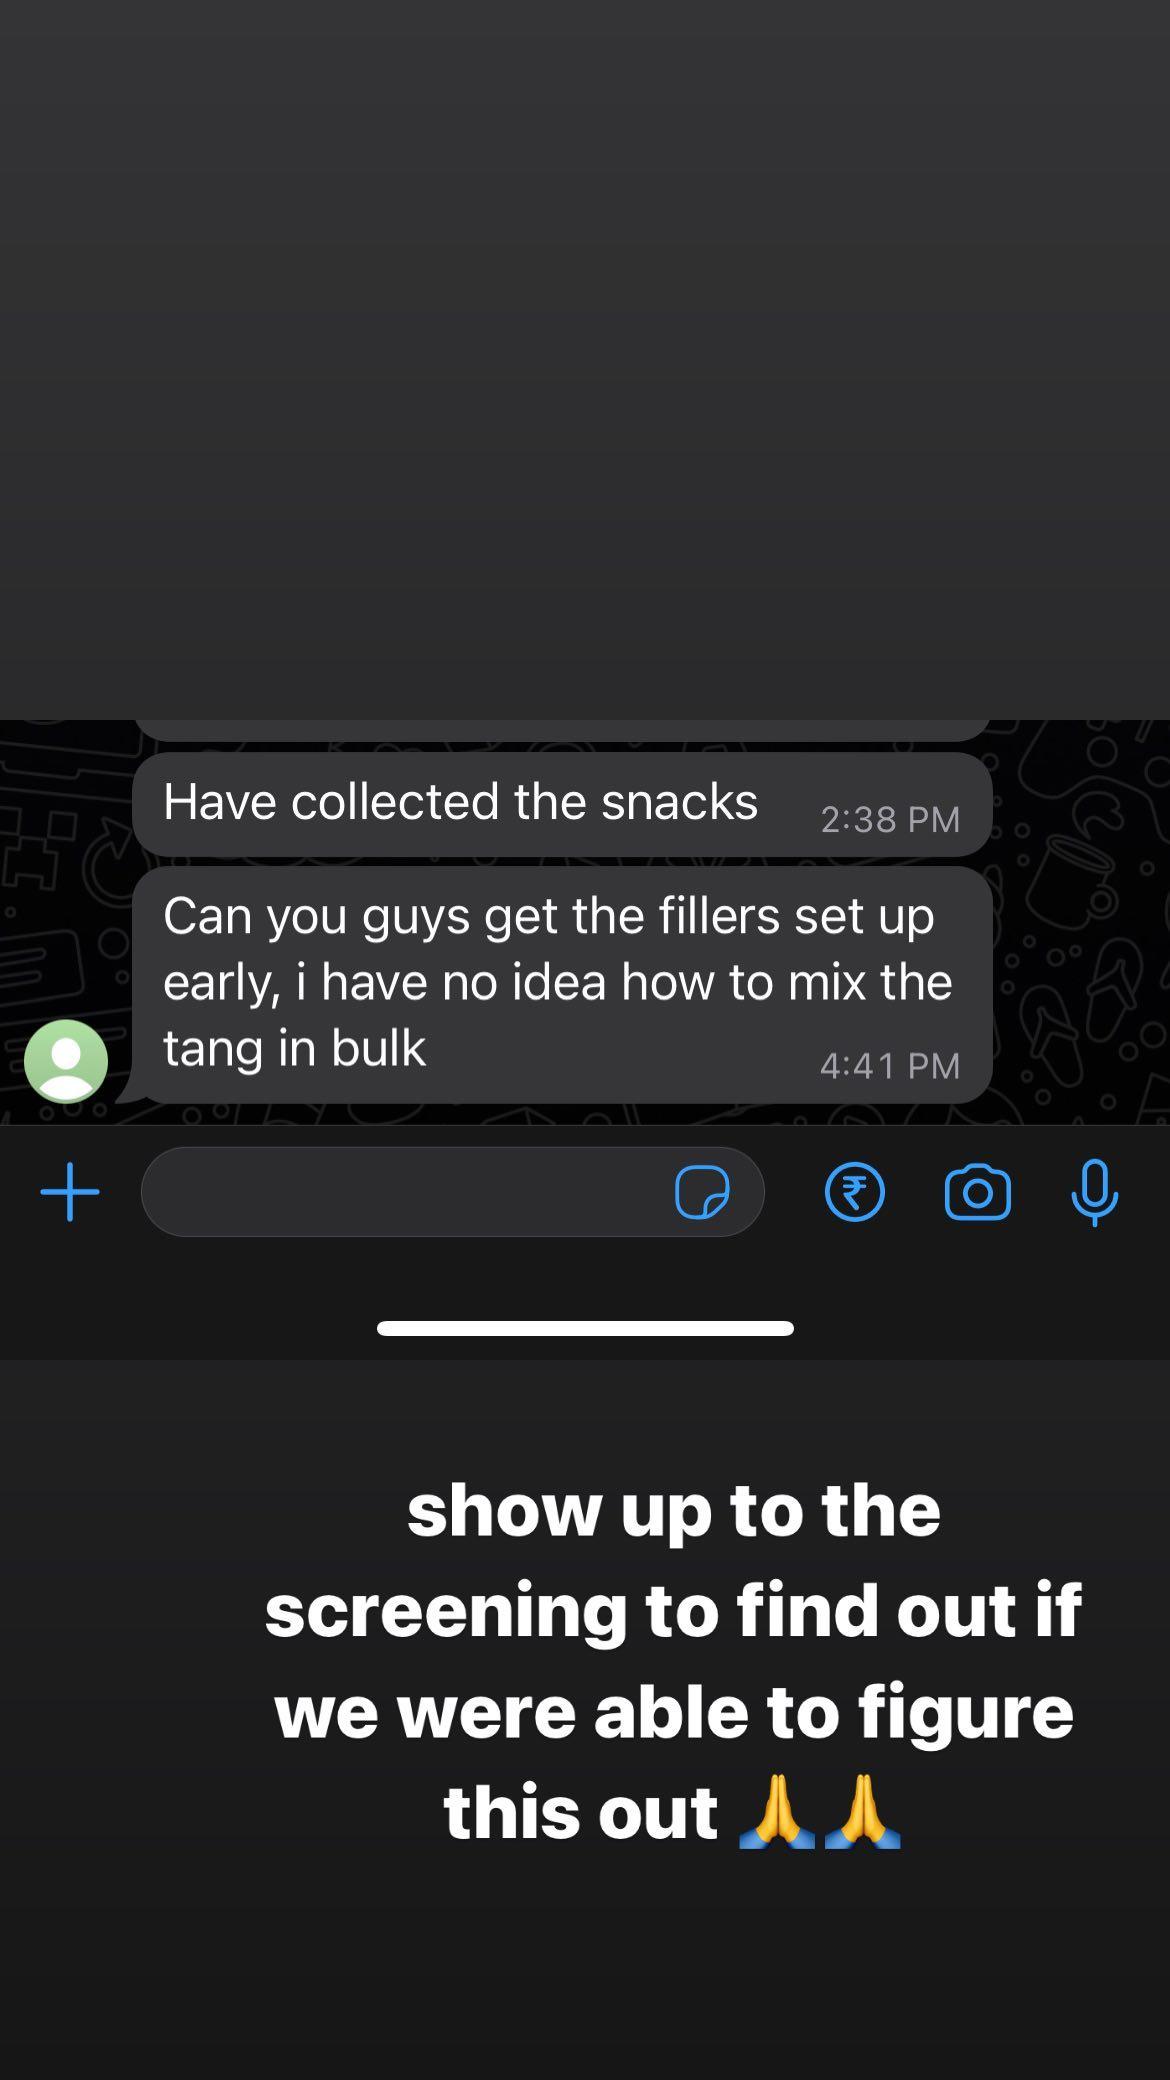 Have collected the snacks
2:38 PM
Can you guys get the fillers set up
early, i have no idea how to mix the
tang in bulk
4:41 PM
show up to the
screening to find out if
we were able to figure
this out 🙏🙏